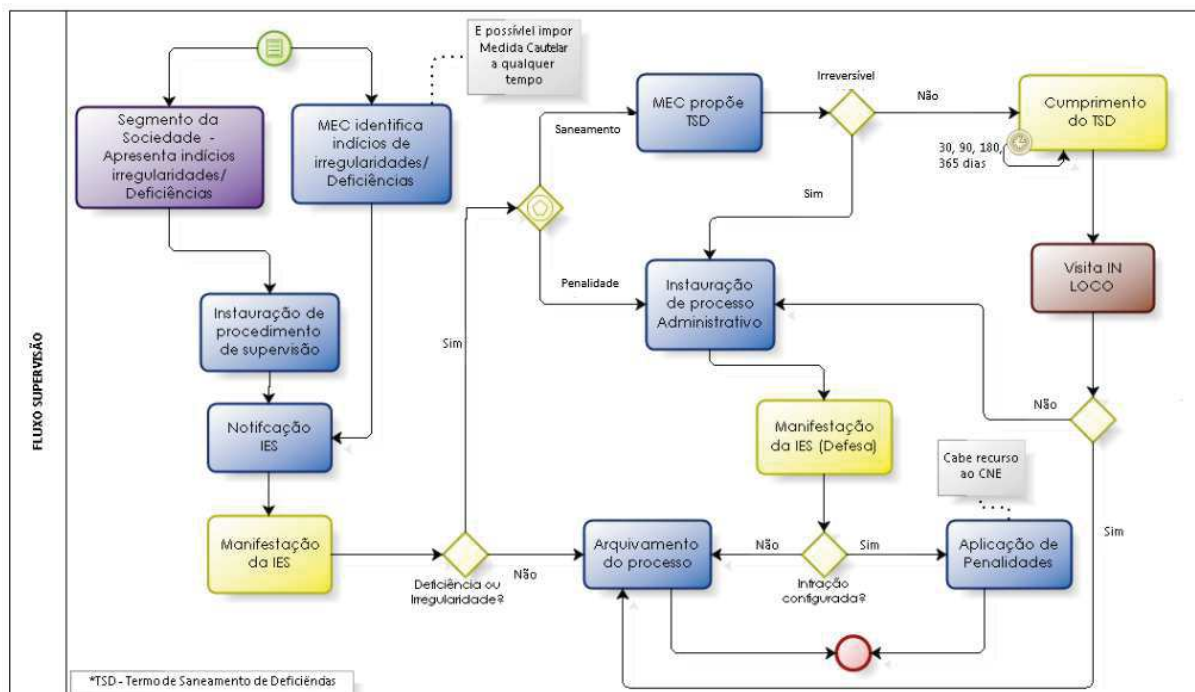 FLUXO SUPERVISÃO
E possívlel impor
Medida Cautelar
a qualquer
tempo
Segmento da
Sociedade -
Apresenta indícios
irregularidades/
Deficiências
MEC identifica
indícios de
irregularidades/
Deficiências
Saneamento
MEC propõe
TSD
Irreversível
Não
Cumprimento
do TSD
30, 90, 180,
365 dias
Sim
Penalidade
Instauração
de processo
Administrativo
Visita IN
LOCO
Instauração de
procedimento
de supervisão
Sim
Notifcação
IES
Não
Manifestação
da IES (Defesa)
Cabe recurso
ao CNE
Manifestação
da IES
Deficiência ou
Irregularidade?
Não
Arquivamento
do processo
Não
Infração
configurada?
Sim
Aplicação de
Penalidades
Sim
*TSD - Termo de Saneamento de Deficiêndas